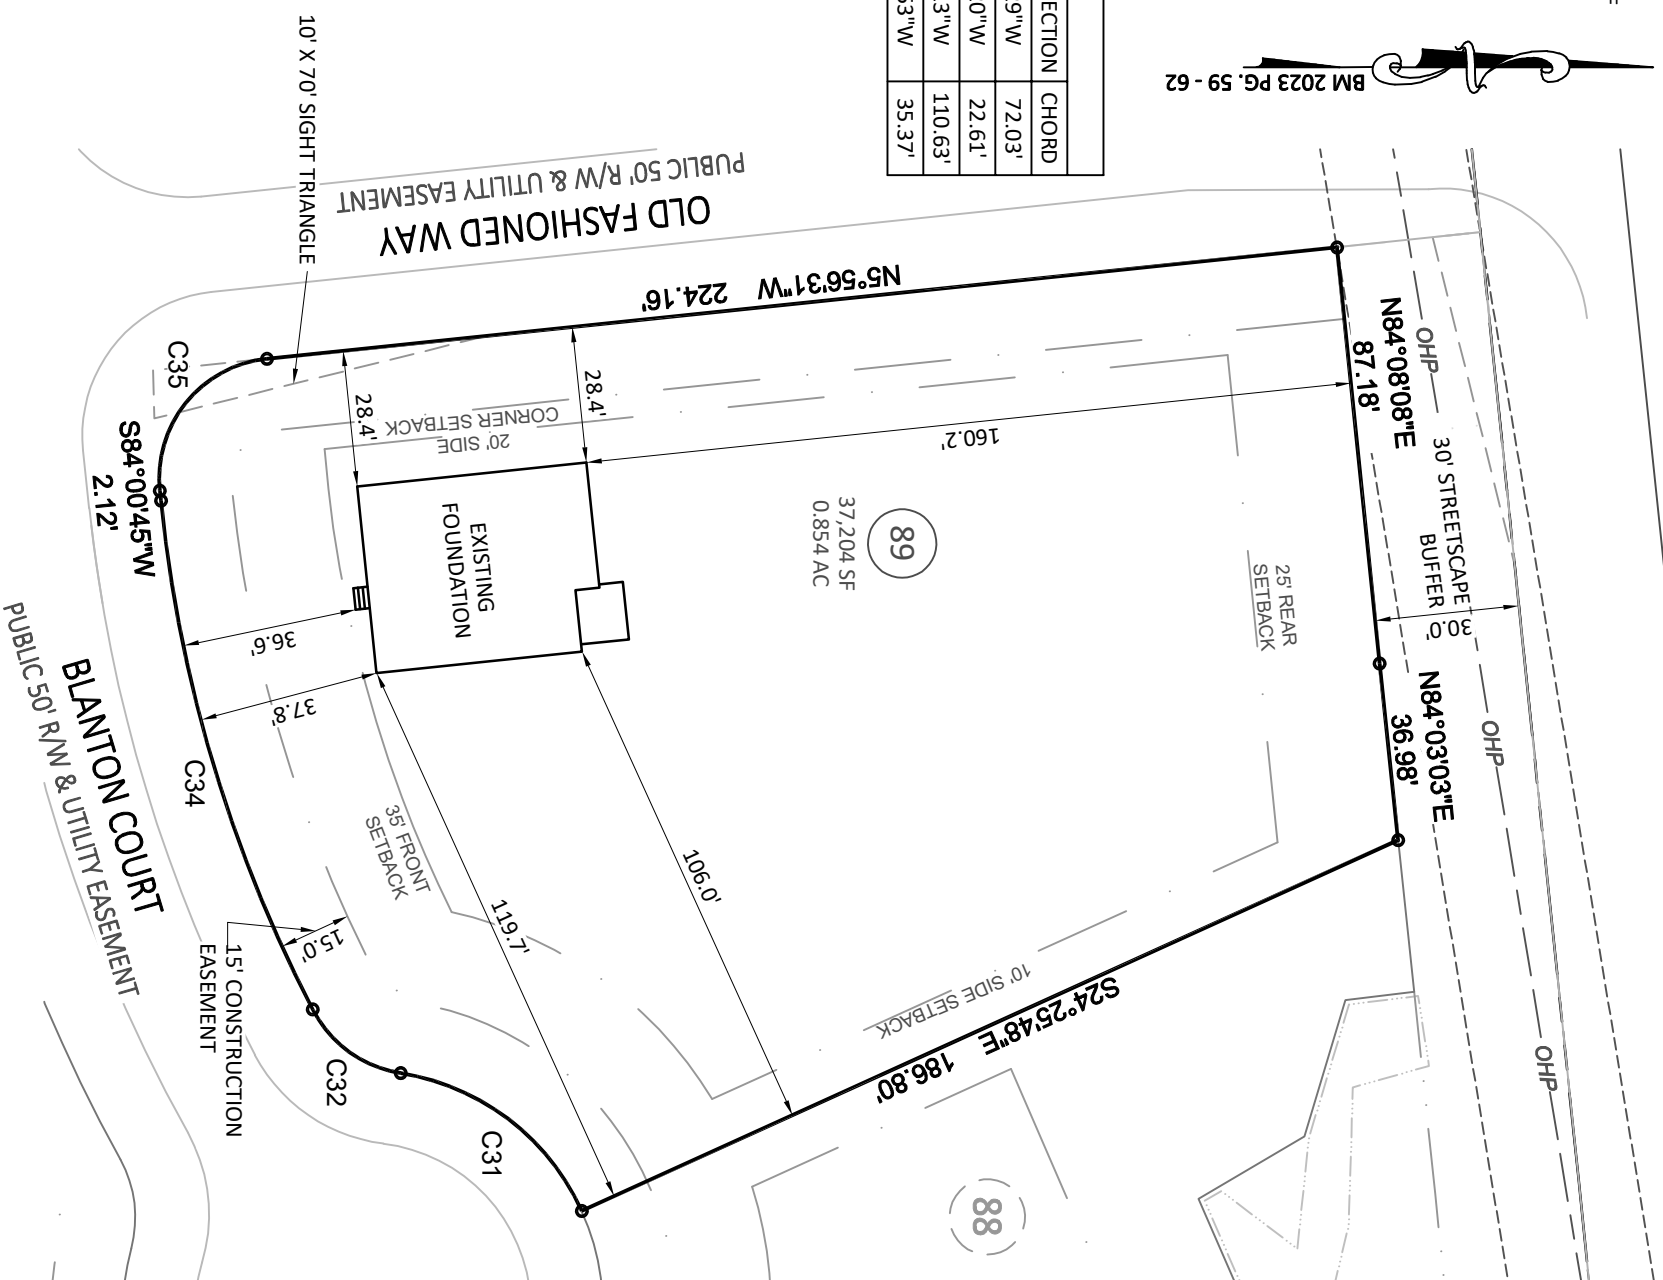 BM 2023 PG. 59 - 62
ECTION CHORD
9"W 72.03'
0"W 22.61'
3"W 110.63'
53"W 35.37'
10' X 70' SIGHT TRIANGLE
PUBLIC 50' R/W & UTILITY EASEMENT
OLD FASHIONED WAY
N5°56'31"W 224.16'
C35
S84°00'45"W
2.12'
28.4'
28.4'
20' SIDE
CORNER SETBACK
160.2'
N84°08'08"E
87.18'
OHP
30' STREETSCAPE
BUFFER
30.0'
EXISTING
FOUNDATION
89
37,204 SF
0.854 AC
25' REAR
SETBACK
36.6'
37.8'
N84°03'03"E
36.98'
OHP
BLANTON COURT
PUBLIC 50' R/W & UTILITY EASEMENT
C34
35' FRONT
SETBACK
106.0'
119.7'
15.0'
15' CONSTRUCTION
EASEMENT
10' SIDE SETBACK
S24°25'48"E 186.80'
C32
C31
OHP
88